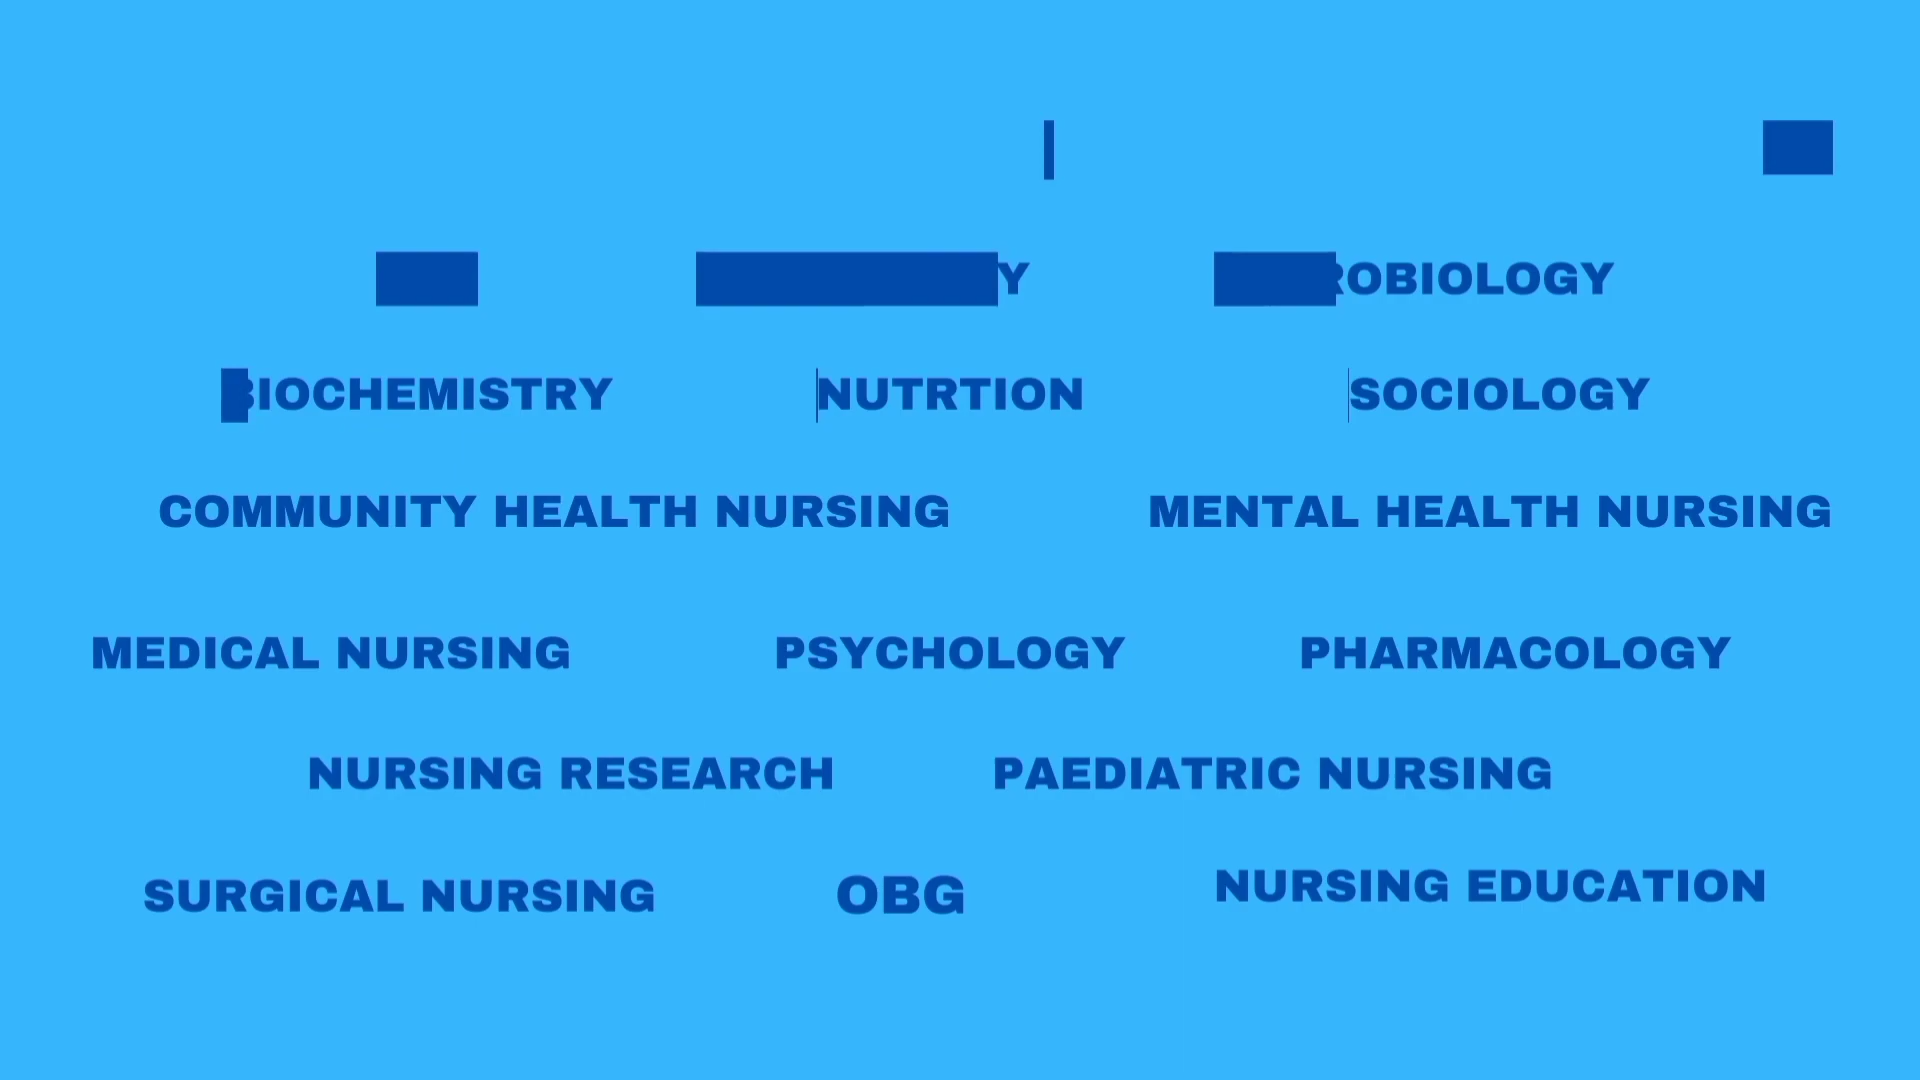 Y ROBIOLOGY
BIOCHEMISTRY NUTRTION SOCIOLOGY
COMMUNITY HEALTH NURSING MENTAL HEALTH NURSING
MEDICAL NURSING PSYCHOLOGY PHARMACOLOGY
NURSING RESEARCH PAEDIATRIC NURSING
SURGICAL NURSING OBG NURSING EDUCATION